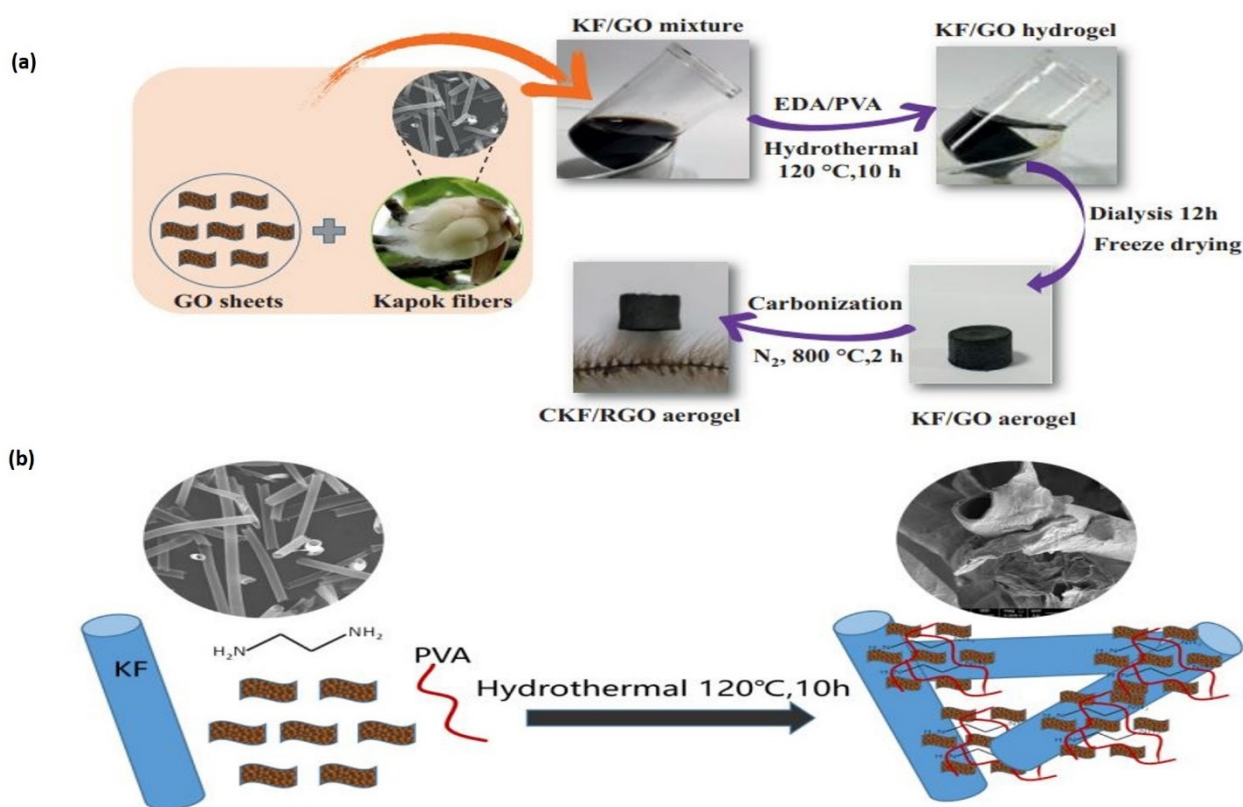 (a)
KF/GO mixture
KF/GO hydrogel
EDA/PVA
Hydrothermal
120 °C,10 h
Dialysis 12h
Freeze drying
GO sheets
Kapok fibers
Carbonization
N₂, 800 °C,2 h
CKF/RGO aerogel
KF/GO aerogel
(b)
KF
H₂N
NH₂
PVA
Hydrothermal 120℃,10h